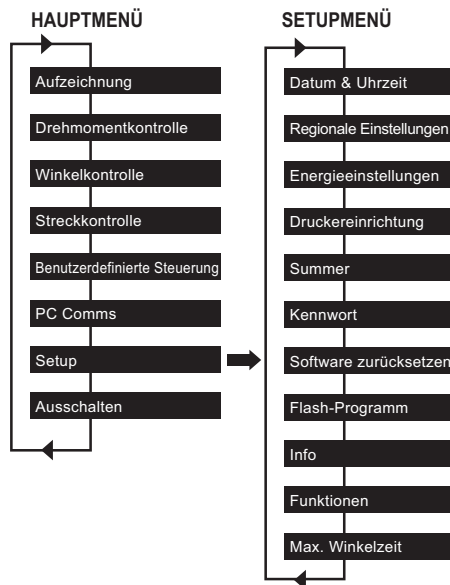 HAUPTMENÜ
Aufzeichnung
Drehmomentkontrolle
Winkelkontrolle
Streckkontrolle
Benutzerdefinierte Steuerung
PC Comms
Setup
Ausschalten
SETUPMENÜ
Datum & Uhrzeit
Regionale Einstellungen
Energieeinstellungen
Druckereinrichtung
Summer
Kennwort
Software zurücksetzen
Flash-Programm
Info
Funktionen
Max. Winkelzeit